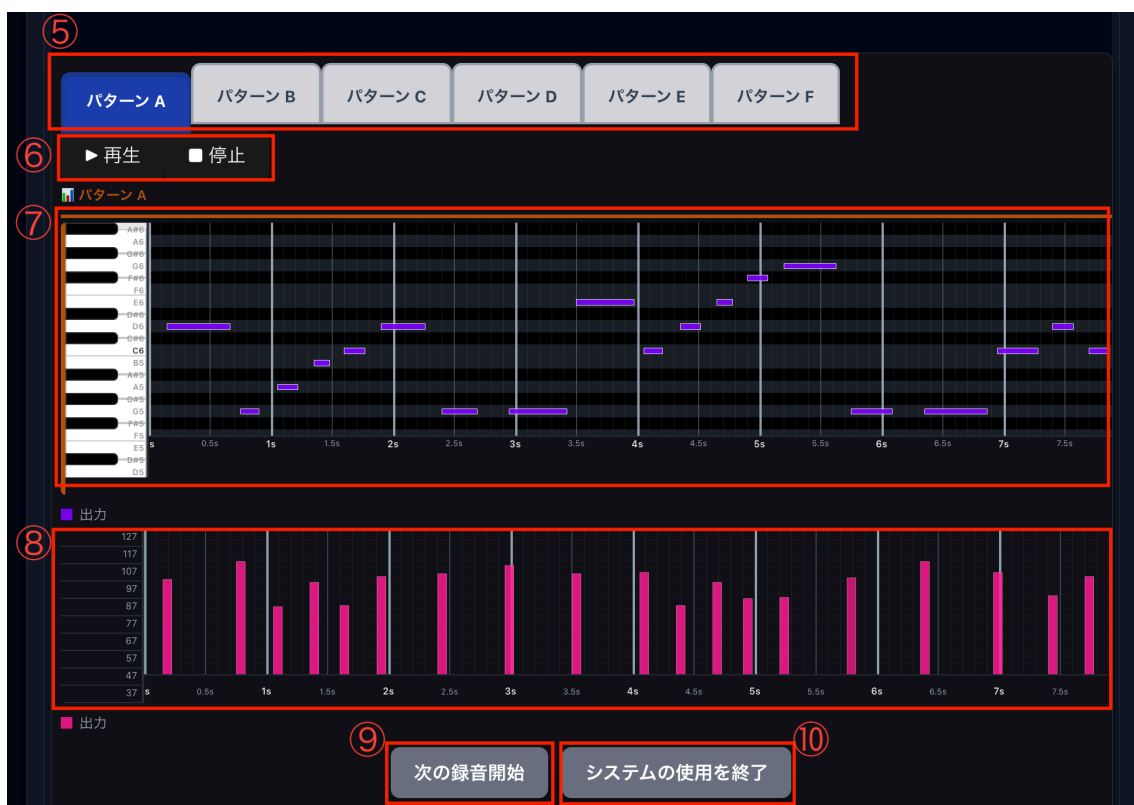 ⑤
パターン A パターン B パターン C パターン D パターン E パターン F
⑥
▶ 再生 ■ 停止
パターン A
⑦
A#6
A6
G#6
G6
F#6
F6
E6
D#6
D6
C#6
C6
B5
A#5
A5
G#5
G5
F#5
F5
E5
D#5
D5
s 0.5s 1s 1.5s 2s 2.5s 3s 3.5s 4s 4.5s 5s 5.5s 6s 6.5s 7s 7.5s
出力
⑧
127
117
107
97
87
77
67
57
47
37
s 0.5s 1s 1.5s 2s 2.5s 3s 3.5s 4s 4.5s 5s 5.5s 6s 6.5s 7s 7.5s
出力
⑨ ⑩
次の録音開始 システムの使用を終了